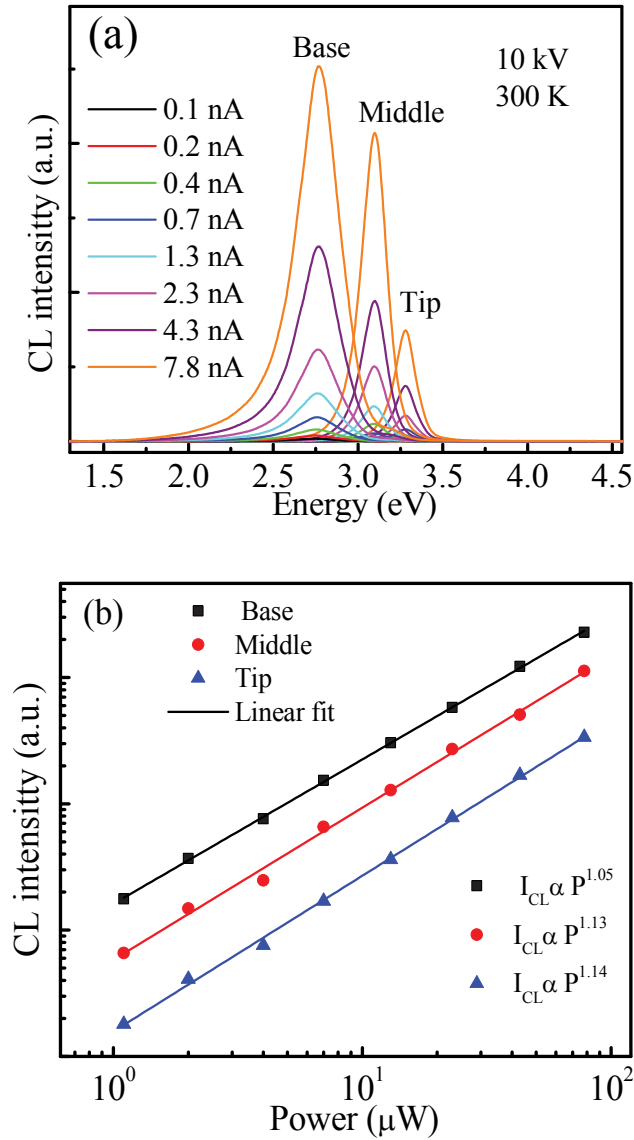 (a)
Base
10 kV
300 K
Middle
Tip
0.1 nA
0.2 nA
0.4 nA
0.7 nA
1.3 nA
2.3 nA
4.3 nA
7.8 nA
CL intensitty (a.u.)
1.5 2.0 2.5 3.0 3.5 4.0 4.5
Energy (eV)
(b)
Base
Middle
Tip
Linear fit
I_CL α P^1.05
I_CL α P^1.13
I_CL α P^1.14
CL intensitty (a.u.)
10^0 10^1 10^2
Power (μW)